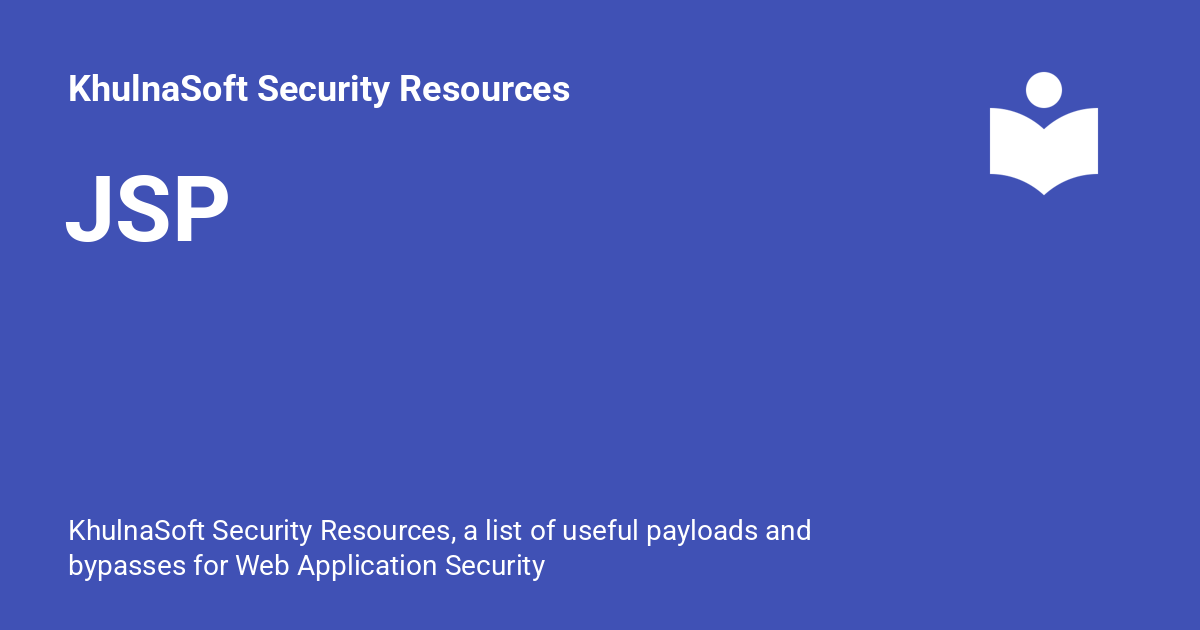 KhulnaSoft Security Resources
JSP
KhulnaSoft Security Resources, a list of useful payloads and
bypasses for Web Application Security